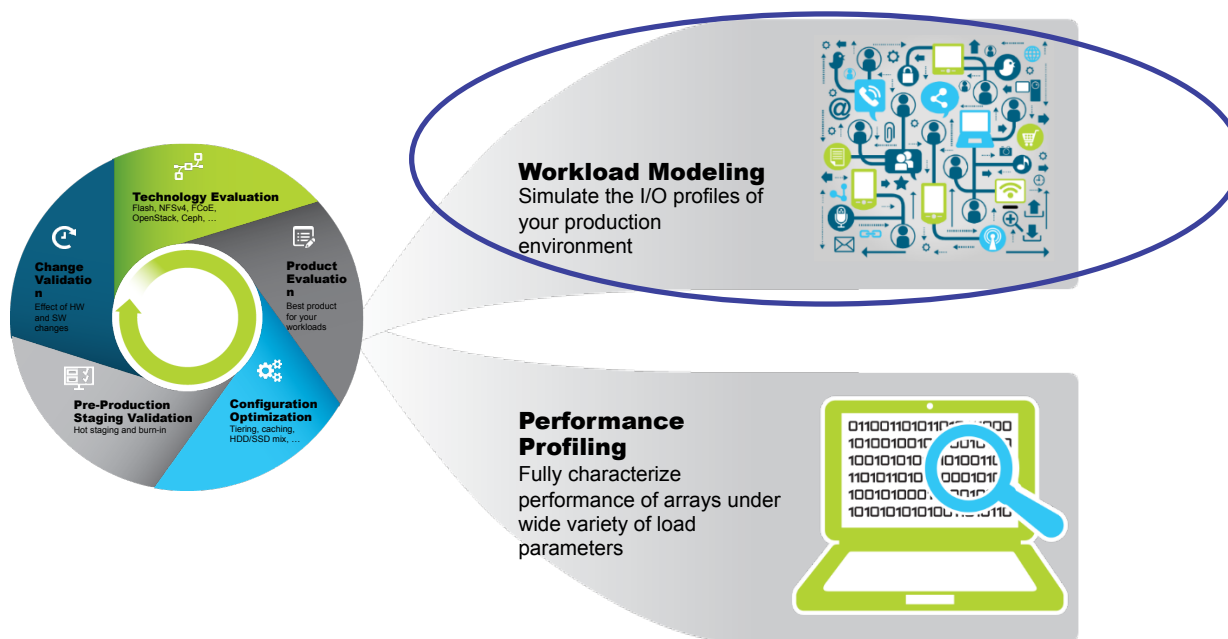 Technology Evaluation
Flash, NFSv4, FCoE,
OpenStack, Ceph, …
Product
Evaluatio
n
Best product
for your
workloads
Configuration
Optimization
Tiering, caching,
HDD/SSD mix, …
Pre-Production
Staging Validation
Hot staging and burn-in
Change
Validatio
n
Effect of HW
and SW
changes
Workload Modeling
Simulate the I/O profiles of
your production
environment
@
Performance
Profiling
Fully characterize
performance of arrays under
wide variety of load
parameters